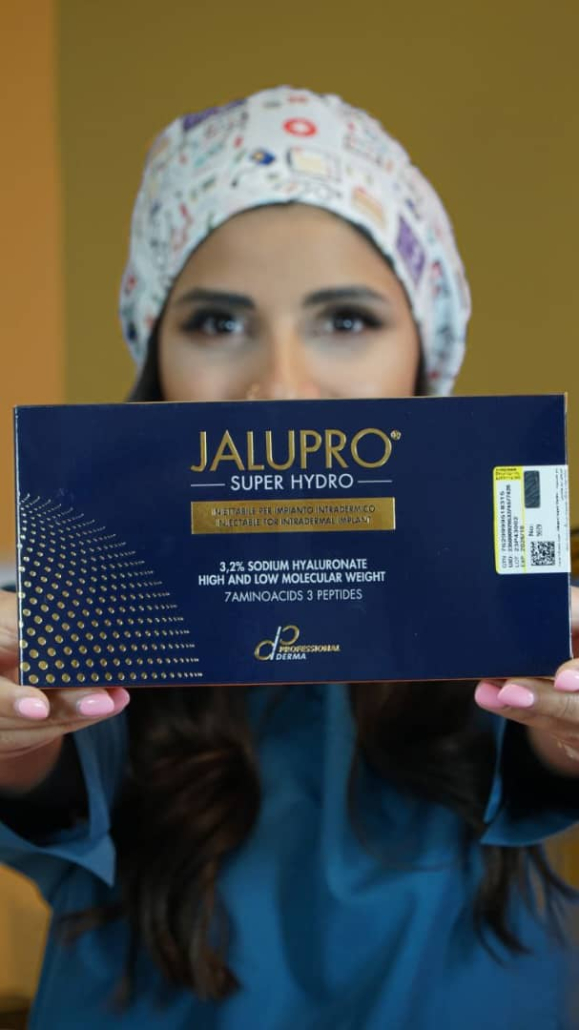 JALUPRO®
SUPER HYDRO
INIETTABILE PER IMPIANTO INTRADERMICO
INJECTABLE FOR INTRADERMAL IMPLANT
3,2% SODIUM HYALURONATE
HIGH AND LOW MOLECULAR WEIGHT
7AMINOACIDS 3 PEPTIDES
dp PROFESSIONAL
DERMA